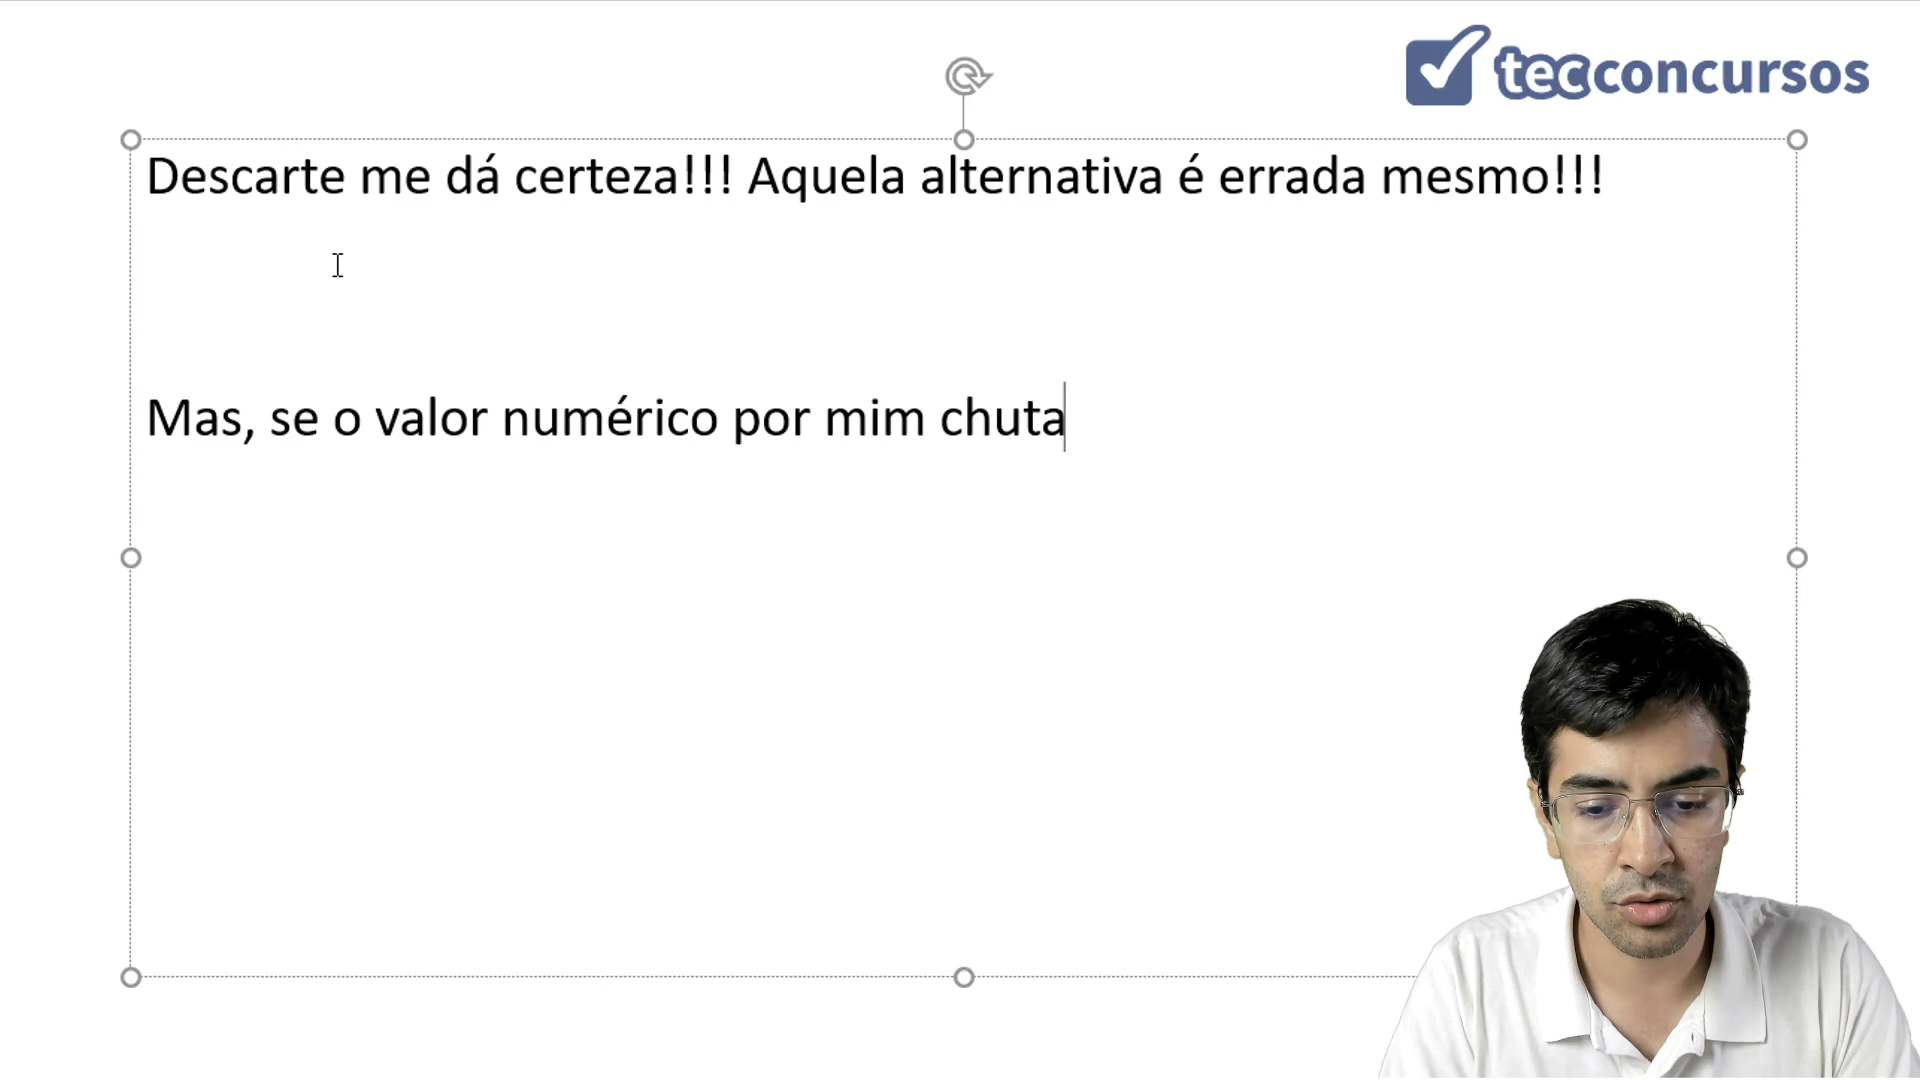 tecconcursos
Descarte me dá certeza!!! Aquela alternativa é errada mesmo!!!
Mas, se o valor numérico por mim chuta